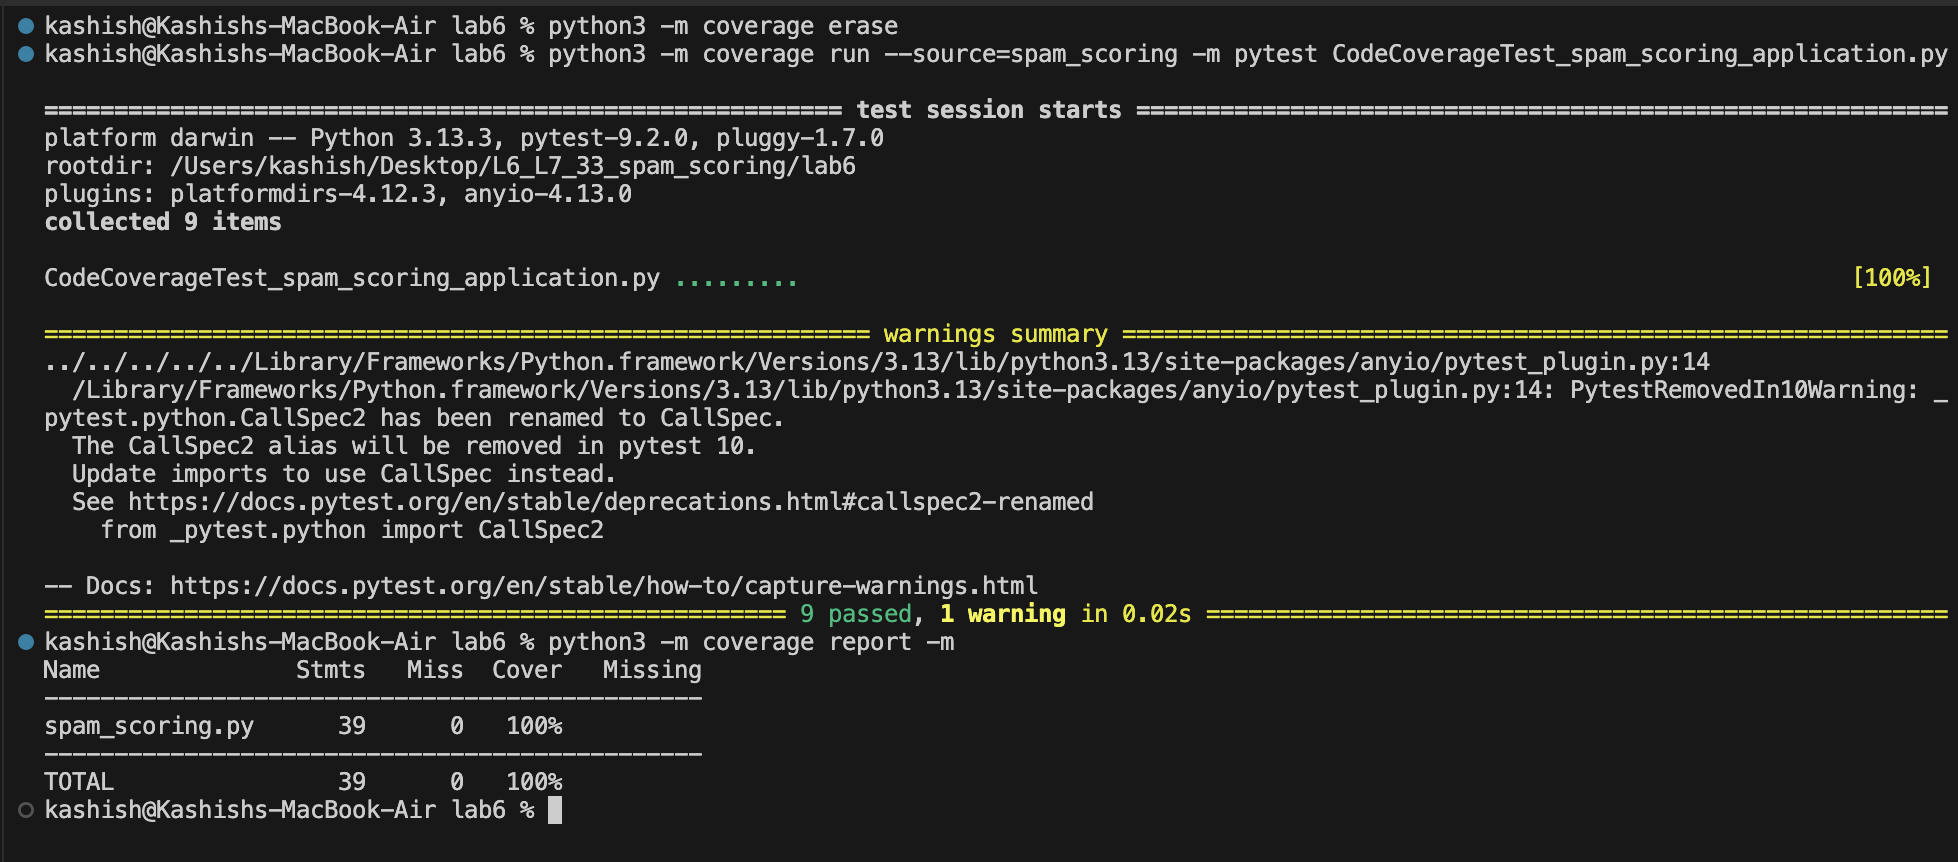 kashish@Kashishs-MacBook-Air lab6 % python3 -m coverage erase
kashish@Kashishs-MacBook-Air lab6 % python3 -m coverage run --source=spam_scoring -m pytest CodeCoverageTest_spam_scoring_application.py
========================================================= test session starts ==========================================================
platform darwin -- Python 3.13.3, pytest-9.2.0, pluggy-1.7.0
rootdir: /Users/kashish/Desktop/L6_L7_33_spam_scoring/lab6
plugins: platformdirs-4.12.3, anyio-4.13.0
collected 9 items
CodeCoverageTest_spam_scoring_application.py ......... [100%]
=========================================================== warnings summary ===========================================================
../../../../../Library/Frameworks/Python.framework/Versions/3.13/lib/python3.13/site-packages/anyio/pytest_plugin.py:14
  /Library/Frameworks/Python.framework/Versions/3.13/lib/python3.13/site-packages/anyio/pytest_plugin.py:14: PytestRemovedIn10Warning: _
pytest.python.CallSpec2 has been renamed to CallSpec.
  The CallSpec2 alias will be removed in pytest 10.
  Update imports to use CallSpec instead.
  See https://docs.pytest.org/en/stable/deprecations.html#callspec2-renamed
    from _pytest.python import CallSpec2
-- Docs: https://docs.pytest.org/en/stable/how-to/capture-warnings.html
===================================================== 9 passed, 1 warning in 0.02s =====================================================
kashish@Kashishs-MacBook-Air lab6 % python3 -m coverage report -m
Name              Stmts   Miss  Cover   Missing
-----------------------------------------------
spam_scoring.py      39      0   100%
-----------------------------------------------
TOTAL                39      0   100%
kashish@Kashishs-MacBook-Air lab6 %